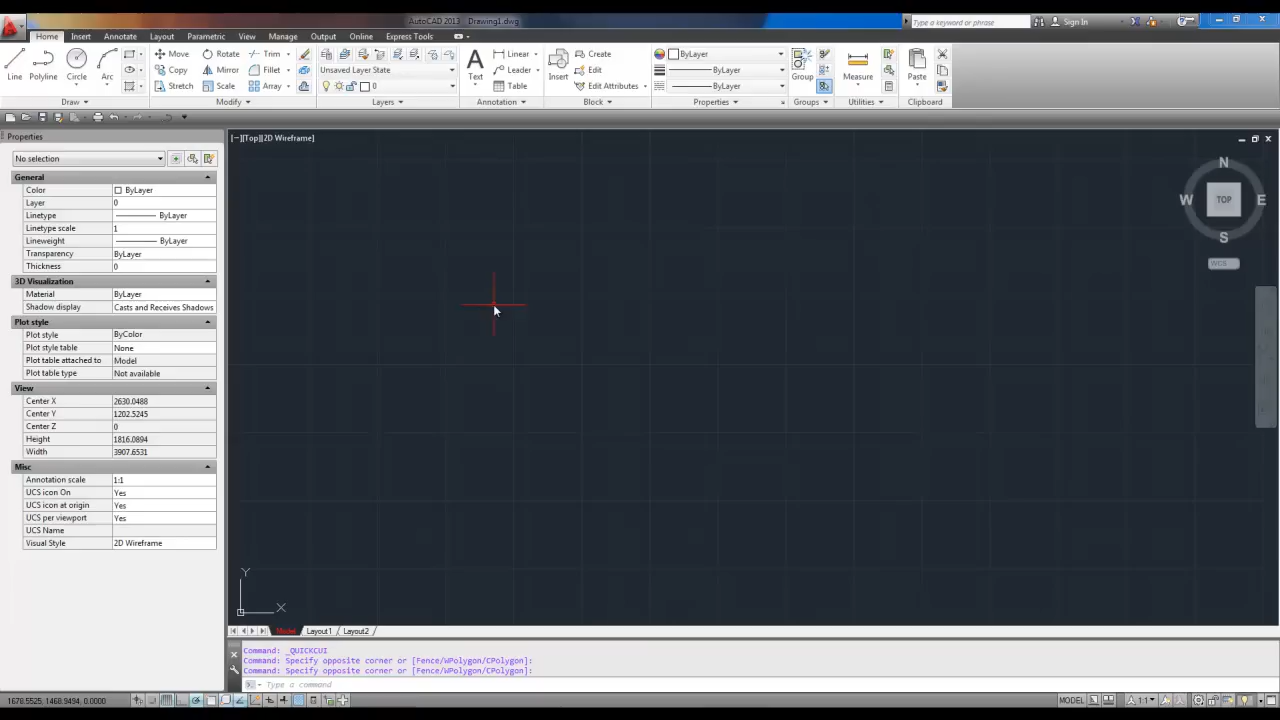 AutoCAD 2013 Drawing1.dwg
Type a keyword or phrase
Sign In
Home Insert Annotate Layout Parametric View Manage Output Online Express Tools
Line
Polyline
Circle
Arc
Move
Rotate
Trim
Copy
Mirror
Fillet
Stretch
Scale
Array
Unsaved Layer State
0
Text
Linear
Leader
Table
Insert
Create
Edit
Edit Attributes
ByLayer
ByLayer
ByLayer
Group
Measure
Paste
Draw Modify Layers Annotation Block Properties Groups Utilities Clipboard
Properties
No selection
General
Color ByLayer
Layer 0
Linetype ByLayer
Linetype scale 1
Lineweight ByLayer
Transparency ByLayer
Thickness 0
3D Visualization
Material ByLayer
Shadow display Casts and Receives Shadows
Plot style
Plot style ByColor
Plot style table None
Plot table attached to Model
Plot table type Not available
View
Center X 2630.0488
Center Y 1202.5245
Center Z 0
Height 1816.0894
Width 3907.6531
Misc
Annotation scale 1:1
UCS icon On Yes
UCS icon at origin Yes
UCS per viewport Yes
UCS Name
Visual Style 2D Wireframe
[−][Top][2D Wireframe]
N
W TOP E
S
WCS
Y
X
Model Layout1 Layout2
Command: _QUICKCUI
Command: Specify opposite corner or [Fence/WPolygon/CPolygon]:
Command: Specify opposite corner or [Fence/WPolygon/CPolygon]:
Type a command
1678.5525, 1468.9494, 0.0000
MODEL
1:1